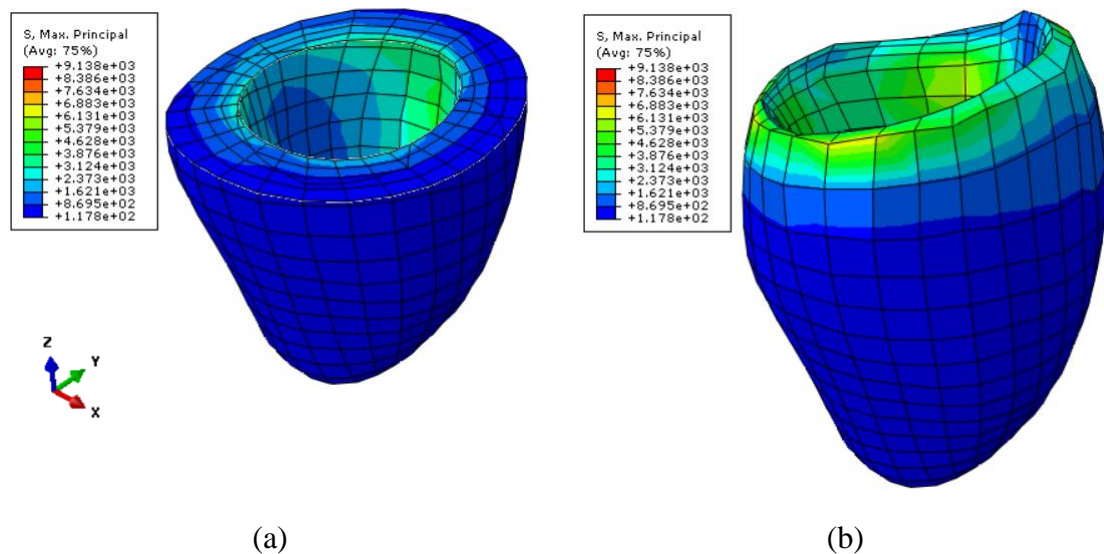 S, Max. Principal
(Avg: 75%)
+9.138e+03
+8.386e+03
+7.634e+03
+6.883e+03
+6.131e+03
+5.379e+03
+4.628e+03
+3.876e+03
+3.124e+03
+2.373e+03
+1.621e+03
+8.695e+02
+1.178e+02
Z
Y
X
(a)
S, Max. Principal
(Avg: 75%)
+9.138e+03
+8.386e+03
+7.634e+03
+6.883e+03
+6.131e+03
+5.379e+03
+4.628e+03
+3.876e+03
+3.124e+03
+2.373e+03
+1.621e+03
+8.695e+02
+1.178e+02
(b)